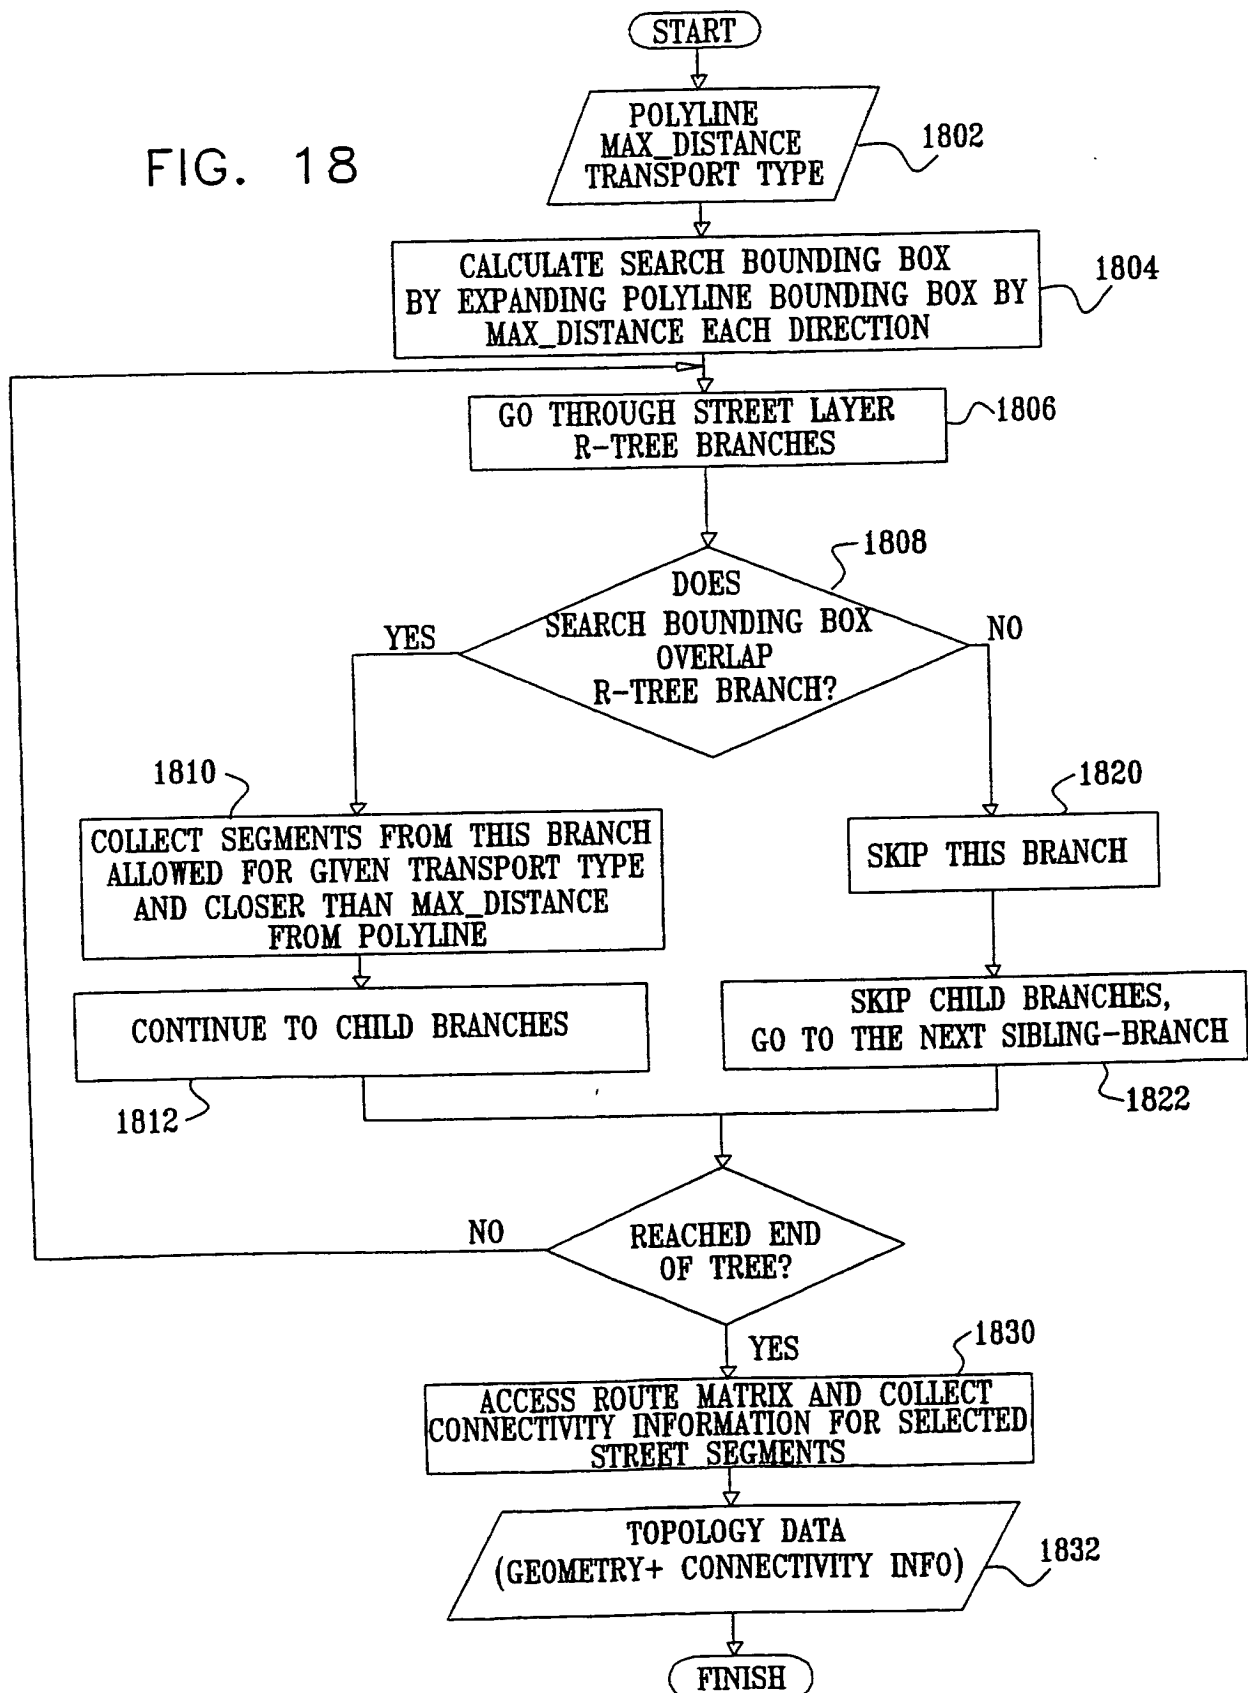 START
FIG. 18
POLYLINE
MAX_DISTANCE
TRANSPORT TYPE
1802
CALCULATE SEARCH BOUNDING BOX
BY EXPANDING POLYLINE BOUNDING BOX BY
MAX_DISTANCE EACH DIRECTION
1804
GO THROUGH STREET LAYER
R-TREE BRANCHES
1806
1808
DOES
SEARCH BOUNDING BOX
OVERLAP
R-TREE BRANCH?
YES
NO
1810
COLLECT SEGMENTS FROM THIS BRANCH
ALLOWED FOR GIVEN TRANSPORT TYPE
AND CLOSER THAN MAX_DISTANCE
FROM POLYLINE
1820
SKIP THIS BRANCH
CONTINUE TO CHILD BRANCHES
1812
SKIP CHILD BRANCHES,
GO TO THE NEXT SIBLING-BRANCH
1822
NO
REACHED END
OF TREE?
YES
1830
ACCESS ROUTE MATRIX AND COLLECT
CONNECTIVITY INFORMATION FOR SELECTED
STREET SEGMENTS
TOPOLOGY DATA
(GEOMETRY+ CONNECTIVITY INFO)
1832
FINISH